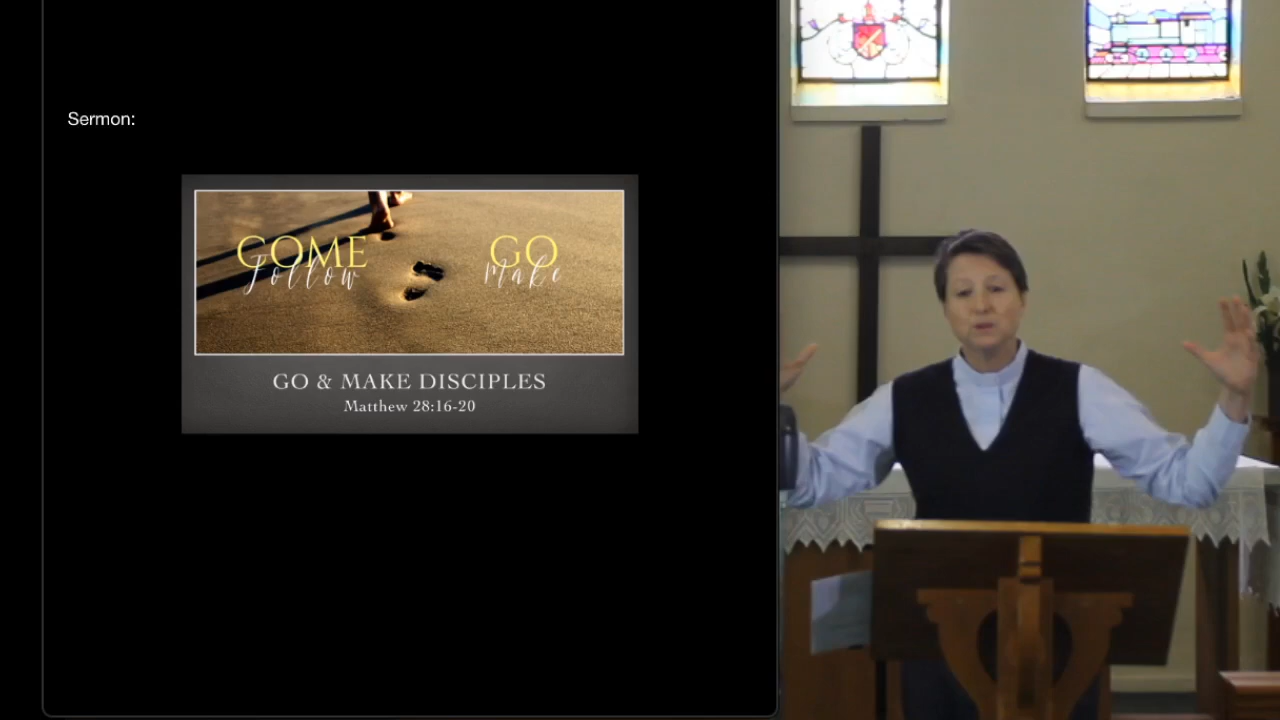 Sermon:
COME GO
Follow Make
GO & MAKE DISCIPLES
Matthew 28:16-20